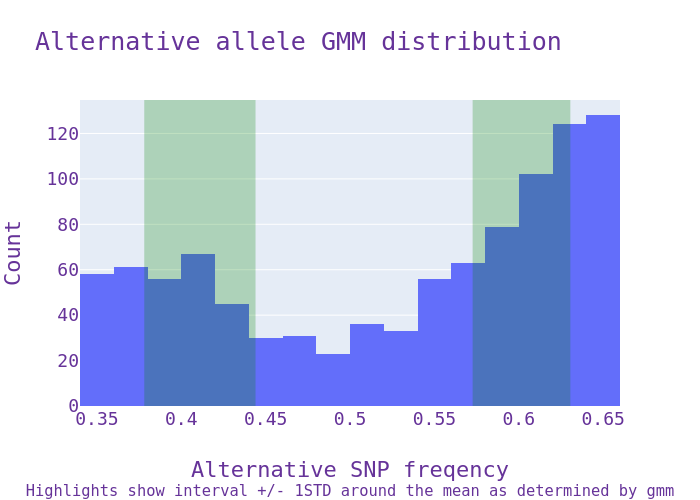 Alternative allele GMM distribution
120
100
80
60
40
20
0
Count
0.35 0.4 0.45 0.5 0.55 0.6 0.65
Alternative SNP freqency
Highlights show interval +/- 1STD around the mean as determined by gmm